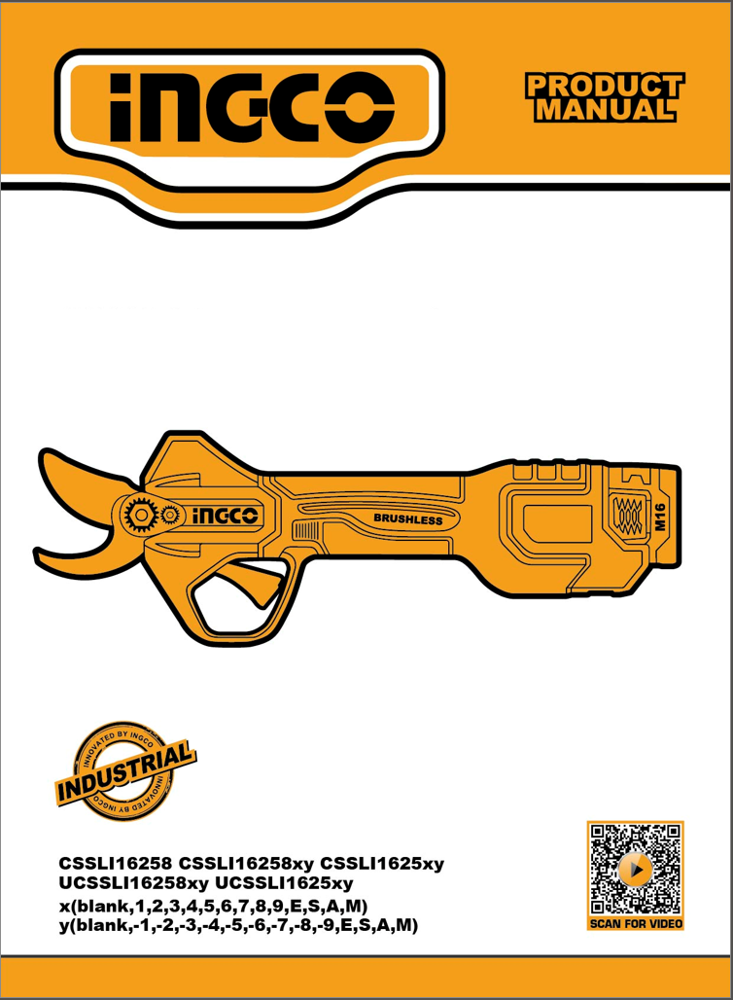 INGCO
PRODUCT
MANUAL
INGCO
BRUSHLESS
M16
INNOVATED BY INGCO
INDUSTRIAL
INNOVATED BY INGCO
CSSLI16258 CSSLI16258xy CSSLI1625xy
UCSSLI16258xy UCSSLI1625xy
x(blank,1,2,3,4,5,6,7,8,9,E,S,A,M)
y(blank,-1,-2,-3,-4,-5,-6,-7,-8,-9,E,S,A,M)
SCAN FOR VIDEO